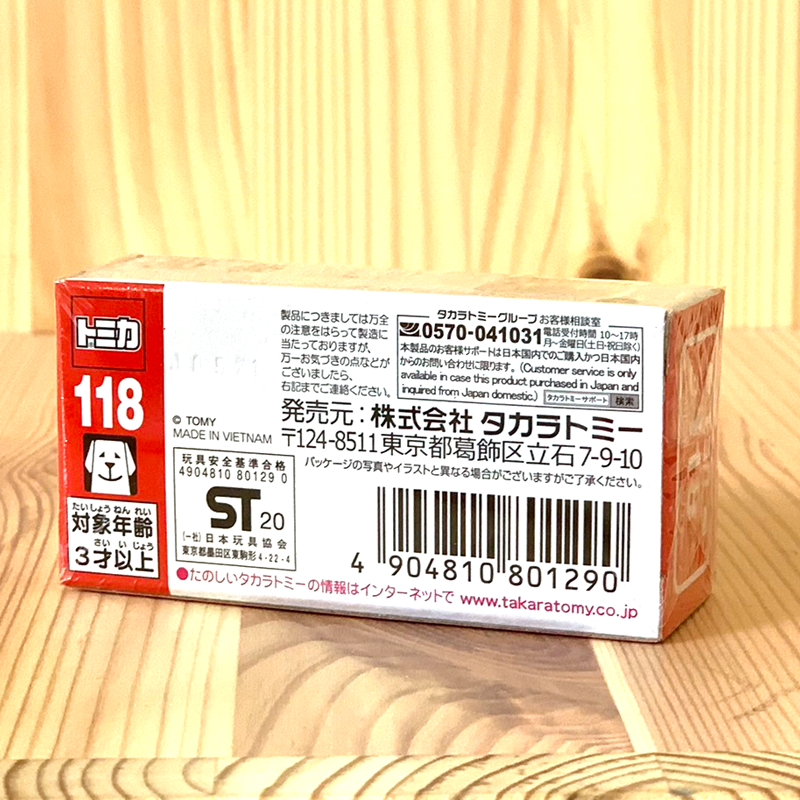 トミカ
118
たいしょうねんれい
対象年齢
さいいじょう
3才以上
© TOMY
MADE IN VIETNAM
玩具安全基準合格
4904810 80129 0
ST 20
(一社)日本玩具協会
東京都墨田区東駒形4-22-4
製品につきましては万全
の注意をはらって製造に
当たっておりますが、
万一お気づきの点などが
ございましたら、
右記までご連絡ください。
タカラトミーグループ お客様相談室
0570-041031 電話受付時間 10〜17時
月〜金曜日(土・日・祝日除く)
本製品のお客様サポートは日本国内でのご購入かつ日本国内
からのお問い合わせに限ります。(Customer service is only
available in case this product purchased in Japan and
inquired from Japan domestic.) タカラトミーサポート 検索
発売元:株式会社 タカラトミー
〒124-8511東京都葛飾区立石7-9-10
パッケージの写真やイラストと異なる場合がございますがご了承ください。
4 904810 801290
●たのしいタカラトミーの情報はインターネットで www.takaratomy.co.jp